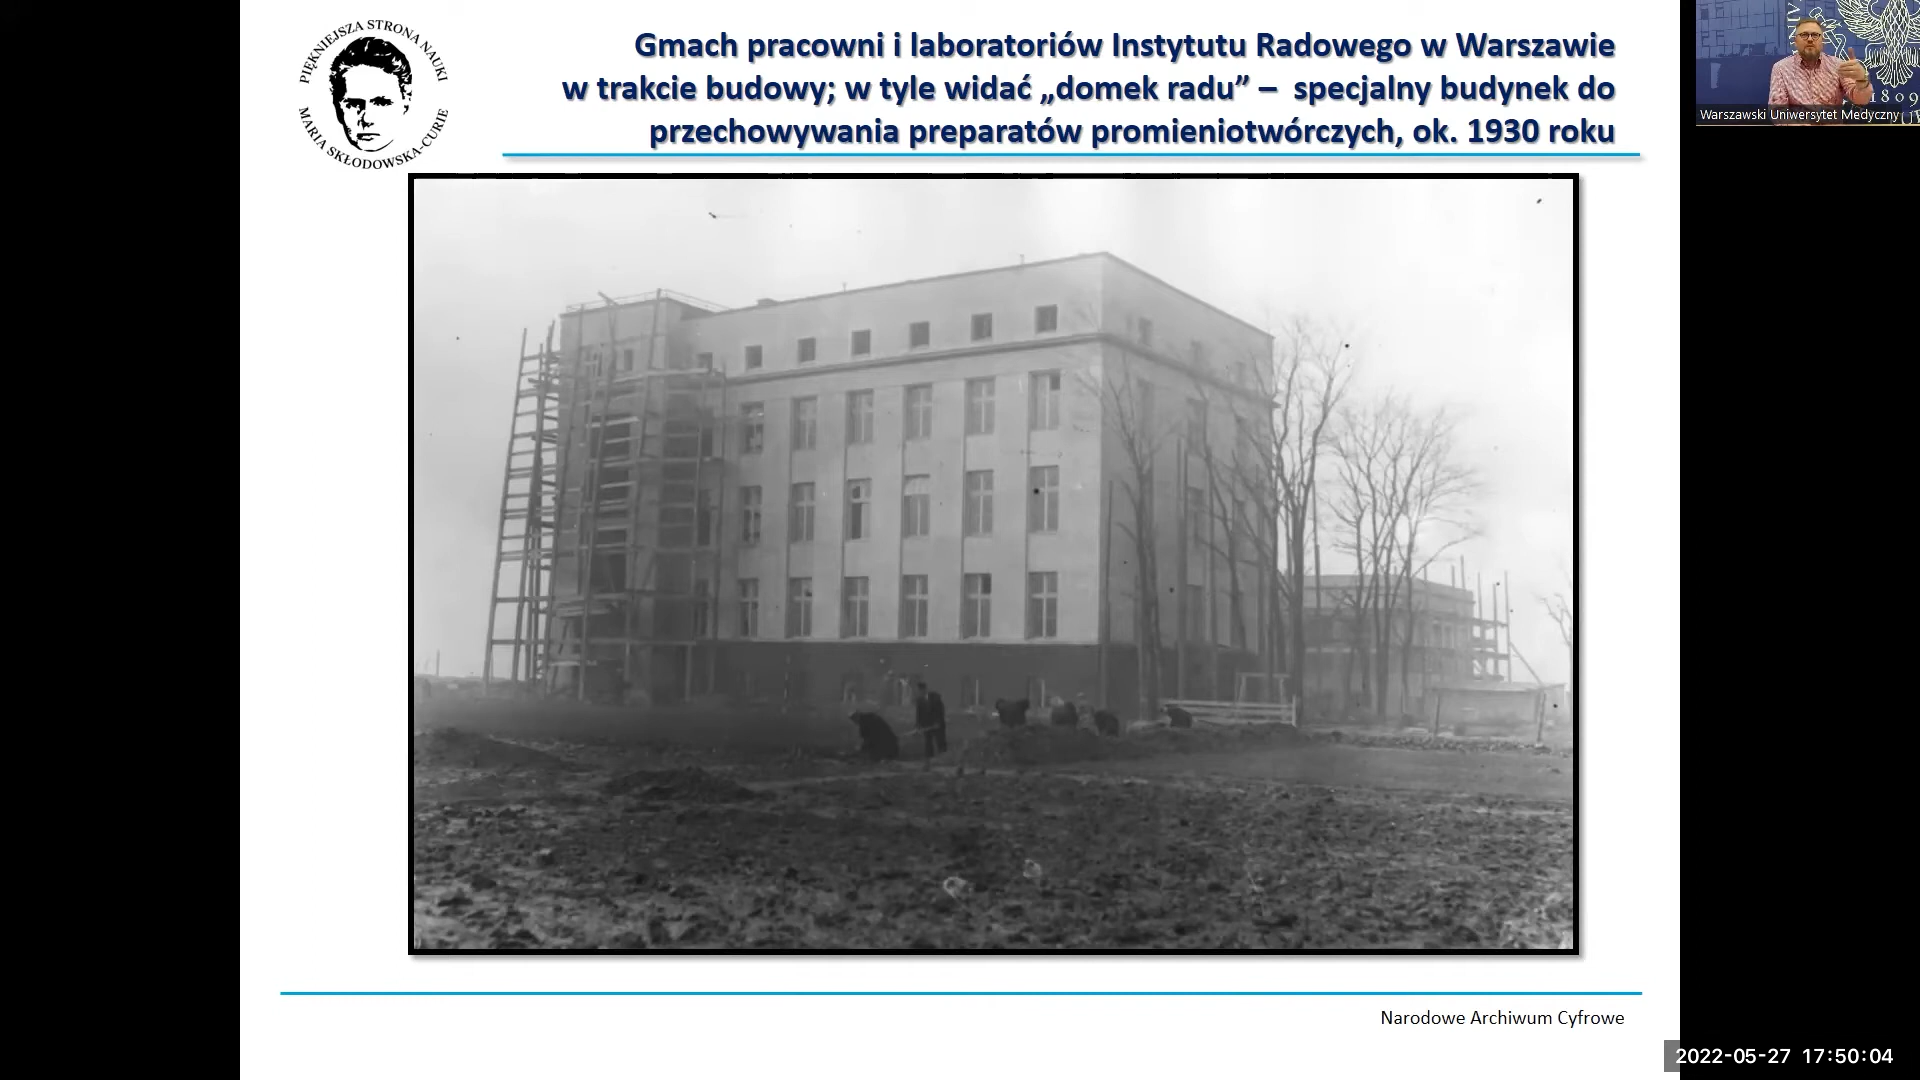 PIĘKNIEJSZA STRONA NAUKI
MARIA SKŁODOWSKA-CURIE
Gmach pracowni i laboratoriów Instytutu Radowego w Warszawie
w trakcie budowy; w tyle widać „domek radu” – specjalny budynek do
przechowywania preparatów promieniotwórczych, ok. 1930 roku
1809
Warszawski Uniwersytet Medyczny
Narodowe Archiwum Cyfrowe
2022-05-27 17:50:04